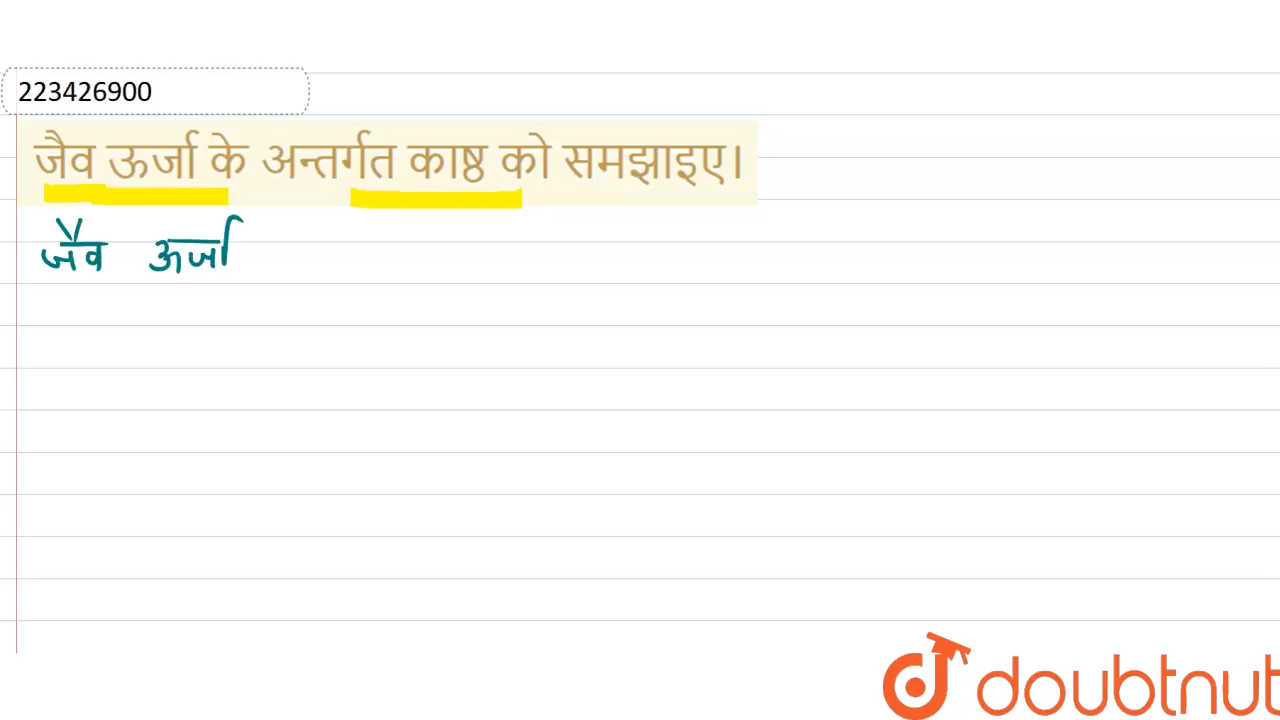 223426900
जैव ऊर्जा के अन्तर्गत काष्ठ को समझाइए।
जैव ऊर्जा
doubtnut